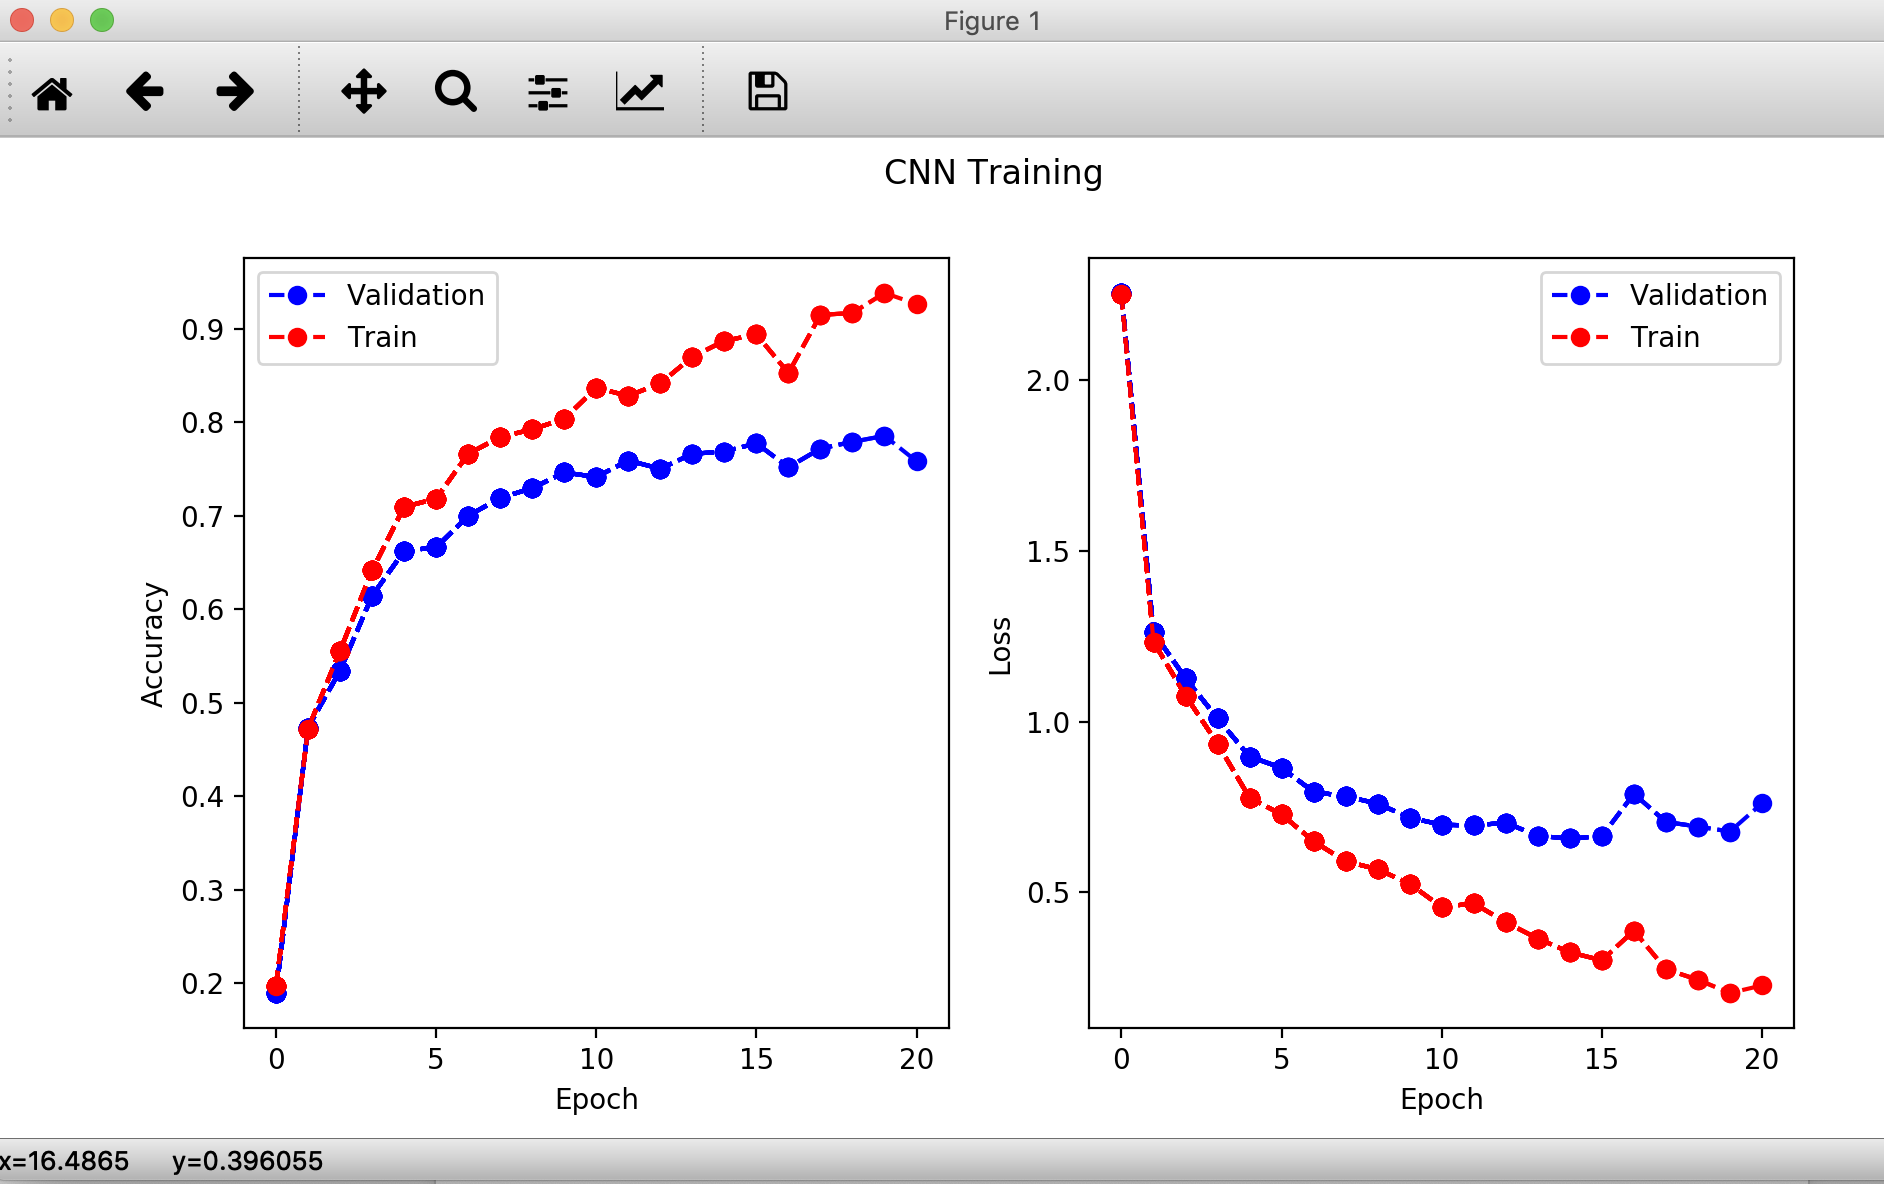 Figure 1
CNN Training
Validation
Train
0.9
0.8
0.7
0.6
0.5
0.4
0.3
0.2
Accuracy
0 5 10 15 20
Epoch
Validation
Train
2.0
1.5
1.0
0.5
Loss
0 5 10 15 20
Epoch
x=16.4865 y=0.396055